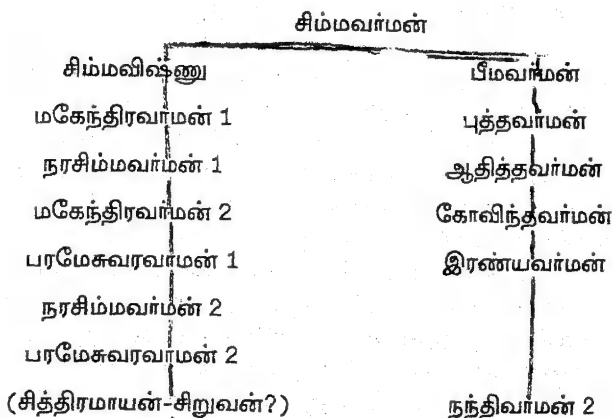 சிம்மவர்மன்
சிம்மவிஷ்ணு பீமவர்மன்
மகேந்திரவர்மன் 1 புத்தவர்மன்
நரசிம்மவர்மன் 1 ஆதித்தவர்மன்
மகேந்திரவர்மன் 2 கோவிந்தவர்மன்
பரமேசுவரவர்மன் 1 இரண்யவர்மன்
நரசிம்மவர்மன் 2
பரமேசுவரவர்மன் 2
(சித்திரமாயன்-சிறுவன்?) நந்திவர்மன் 2